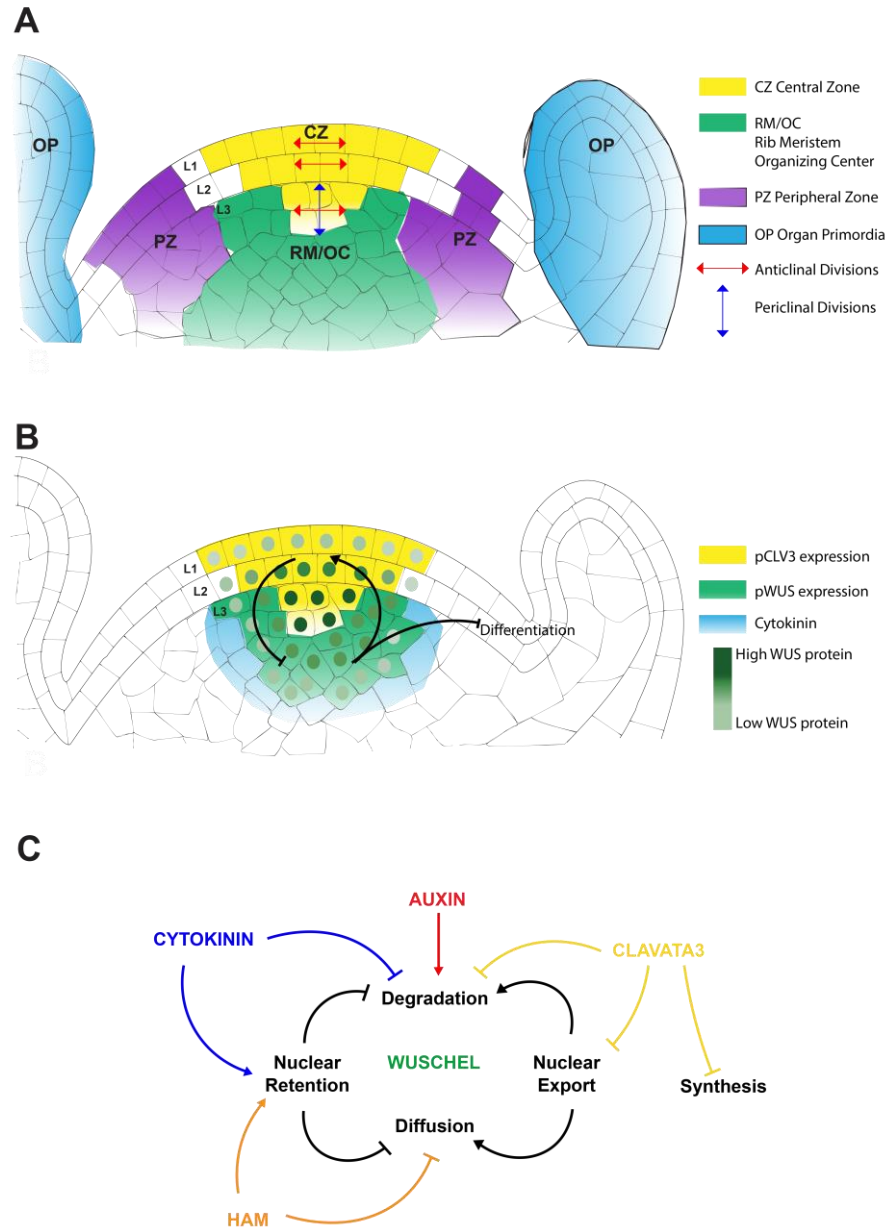 A
CZ
OP
OP
L1
L2
L3
PZ
PZ
RM/OC
CZ Central Zone
RM/OC
Rib Meristem
Organizing Center
PZ Peripheral Zone
OP Organ Primordia
Anticlinal Divisions
Periclinal Divisions
B
L1
L2
L3
Differentiation
pCLV3 expression
pWUS expression
Cytokinin
High WUS protein
Low WUS protein
C
AUXIN
CYTOKININ
CLAVATA3
Degradation
Nuclear
Retention
WUSCHEL
Nuclear
Export
Synthesis
Diffusion
HAM